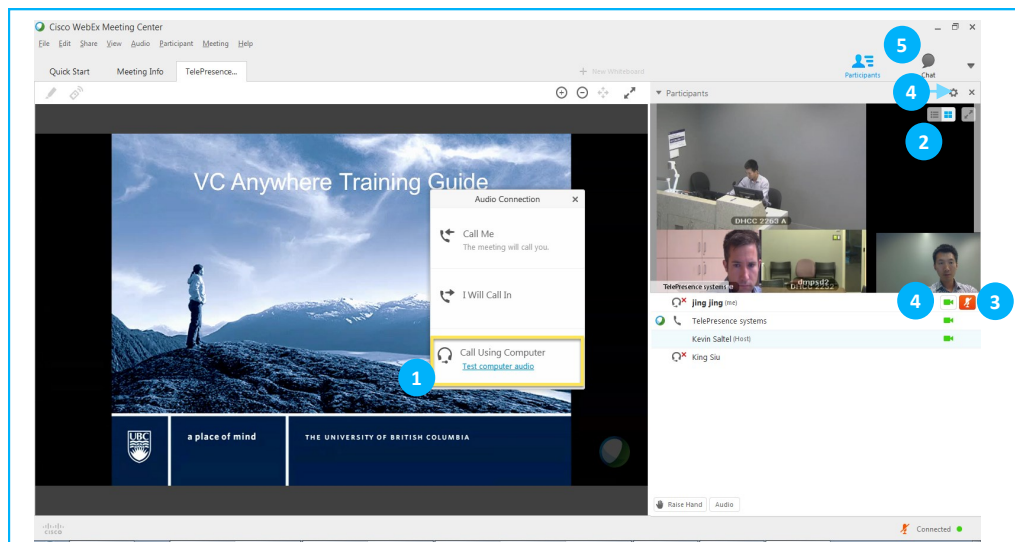 Cisco WebEx Meeting Center
File Edit Share View Audio Participant Meeting Help
5
Quick Start Meeting Info TelePresence...
+ New Whiteboard
Participants Chat
Participants
4
2
VC Anywhere Training Guide
Audio Connection
Call Me
The meeting will call you.
I Will Call In
Call Using Computer
Test computer audio
1
DHCC 2263 A
dmpsd2
TelePresence systems
jing jing (me)
4
3
TelePresence systems
Kevin Saltel (Host)
King Siu
UBC
a place of mind
THE UNIVERSITY OF BRITISH COLUMBIA
Raise Hand Audio
CISCO
Connected